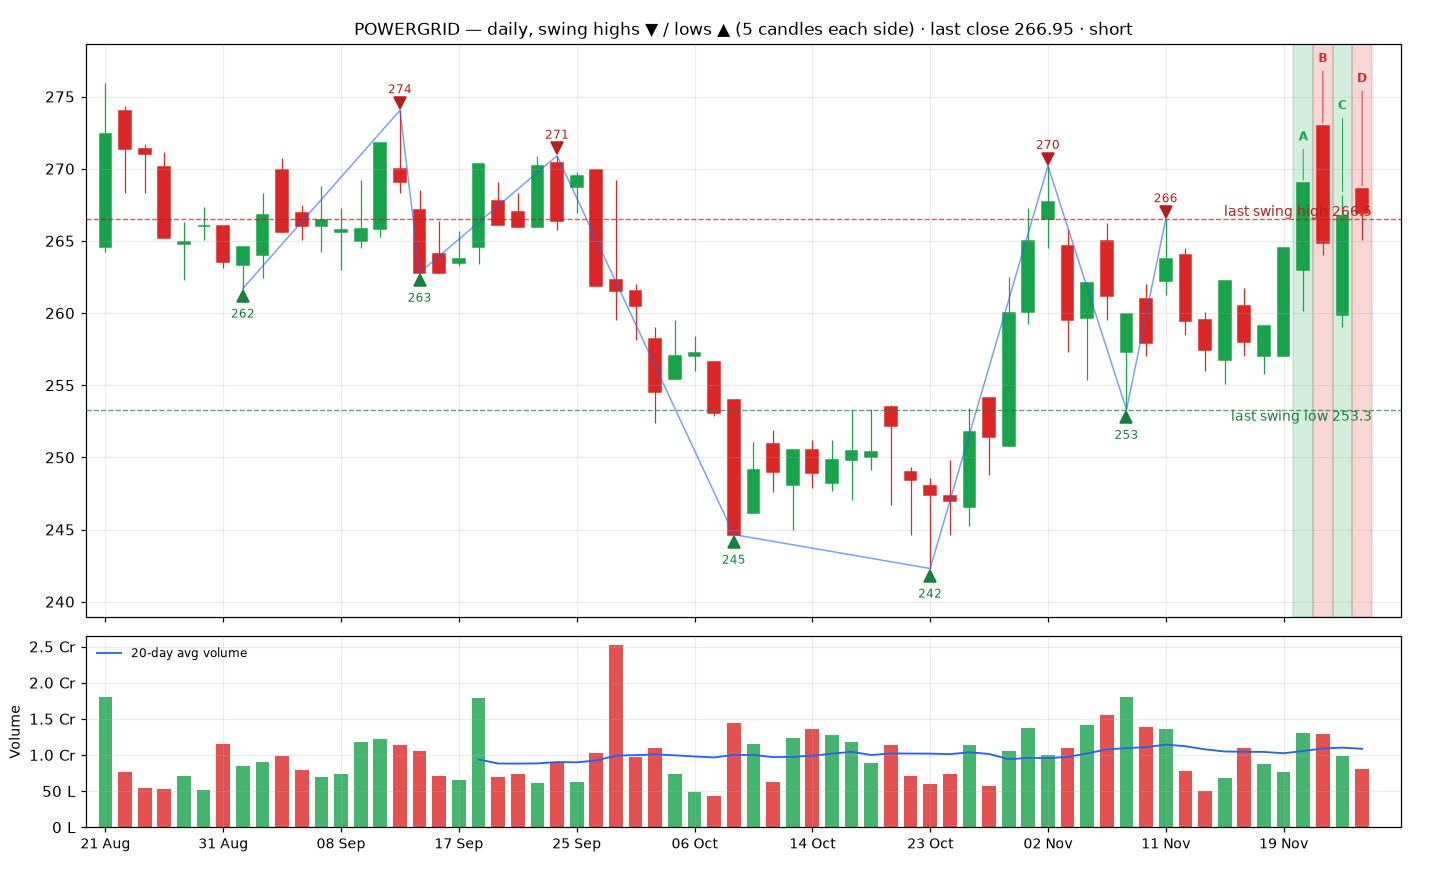 POWERGRID — daily, swing highs ▼ / lows ▲ (5 candles each side) · last close 266.95 · short
B
D
C
A
275
270
265
260
255
250
245
240
274
271
270
266
262
263
245
242
253
last swing high 266.5
last swing low 253.3
20-day avg volume
Volume
2.5 Cr
2.0 Cr
1.5 Cr
1.0 Cr
50 L
0 L
21 Aug
31 Aug
08 Sep
17 Sep
25 Sep
06 Oct
14 Oct
23 Oct
02 Nov
11 Nov
19 Nov